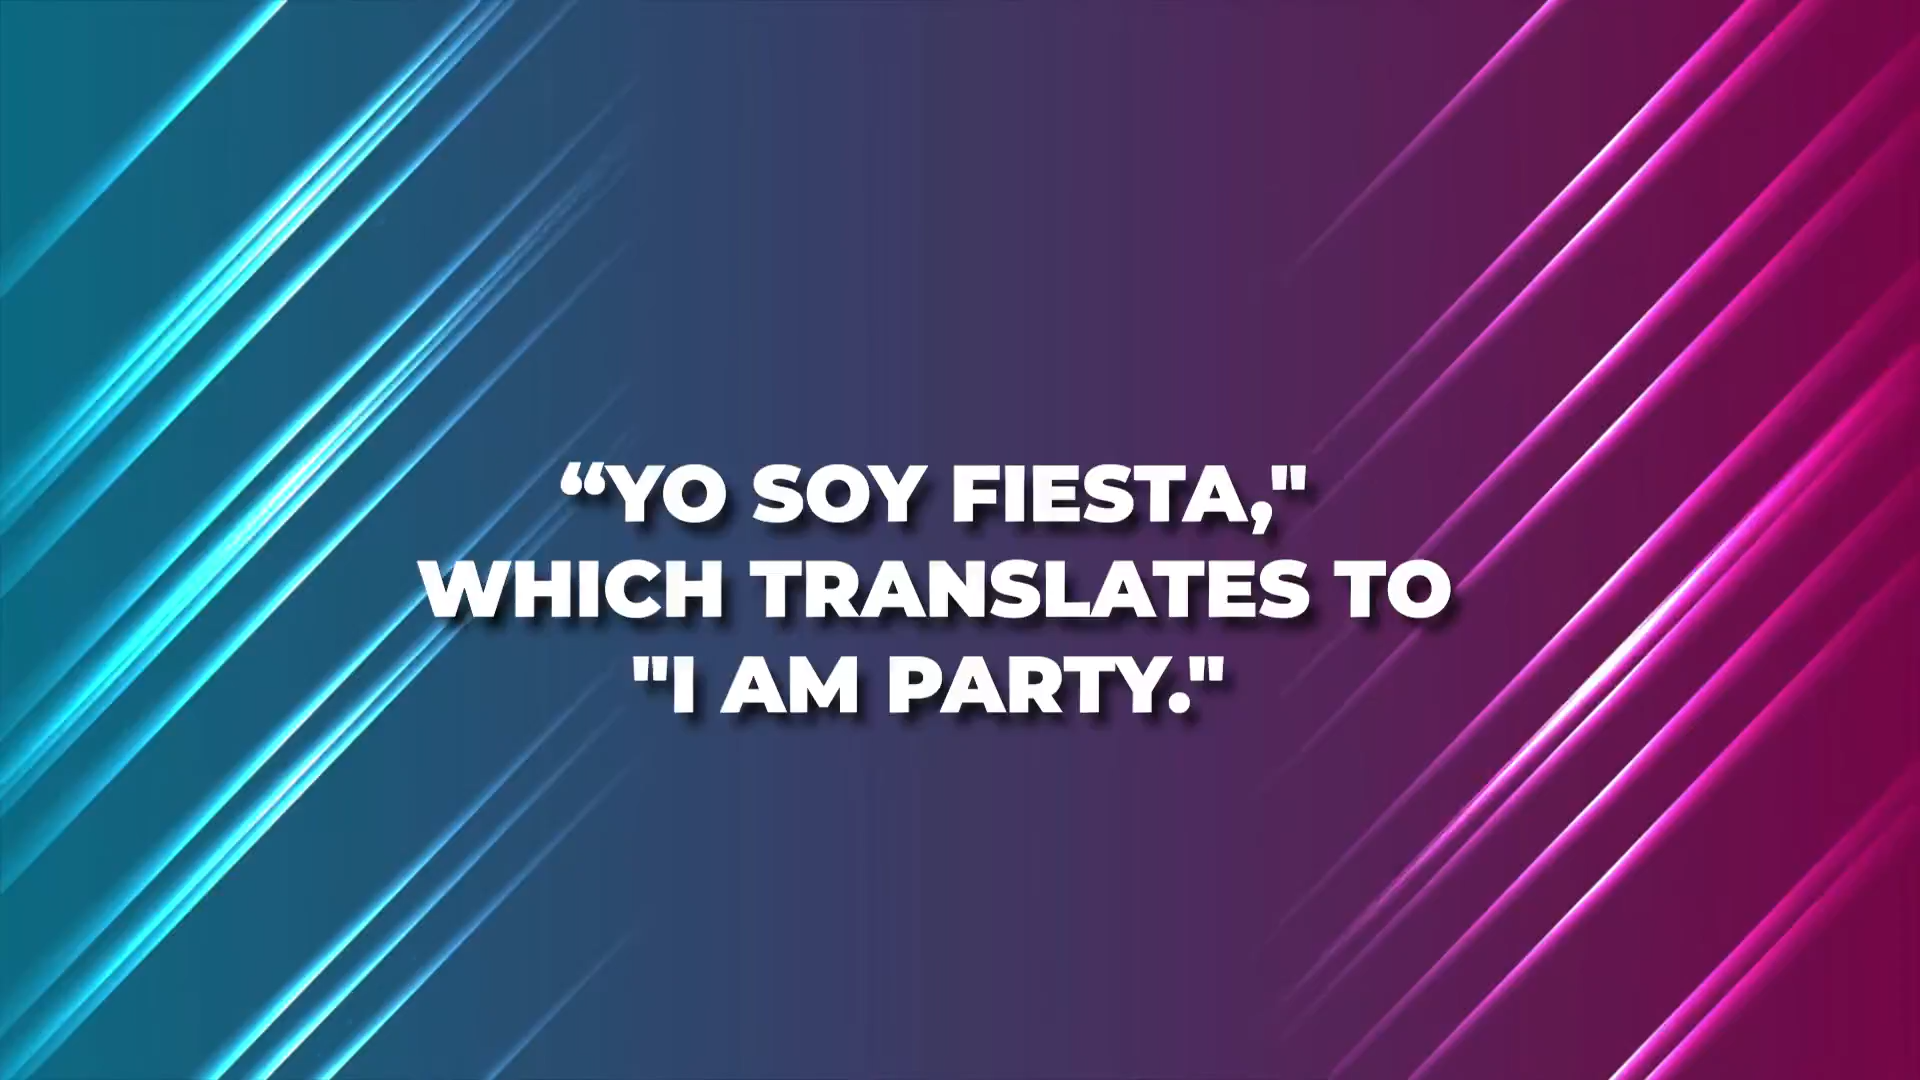 “YO SOY FIESTA,"
WHICH TRANSLATES TO
"I AM PARTY."